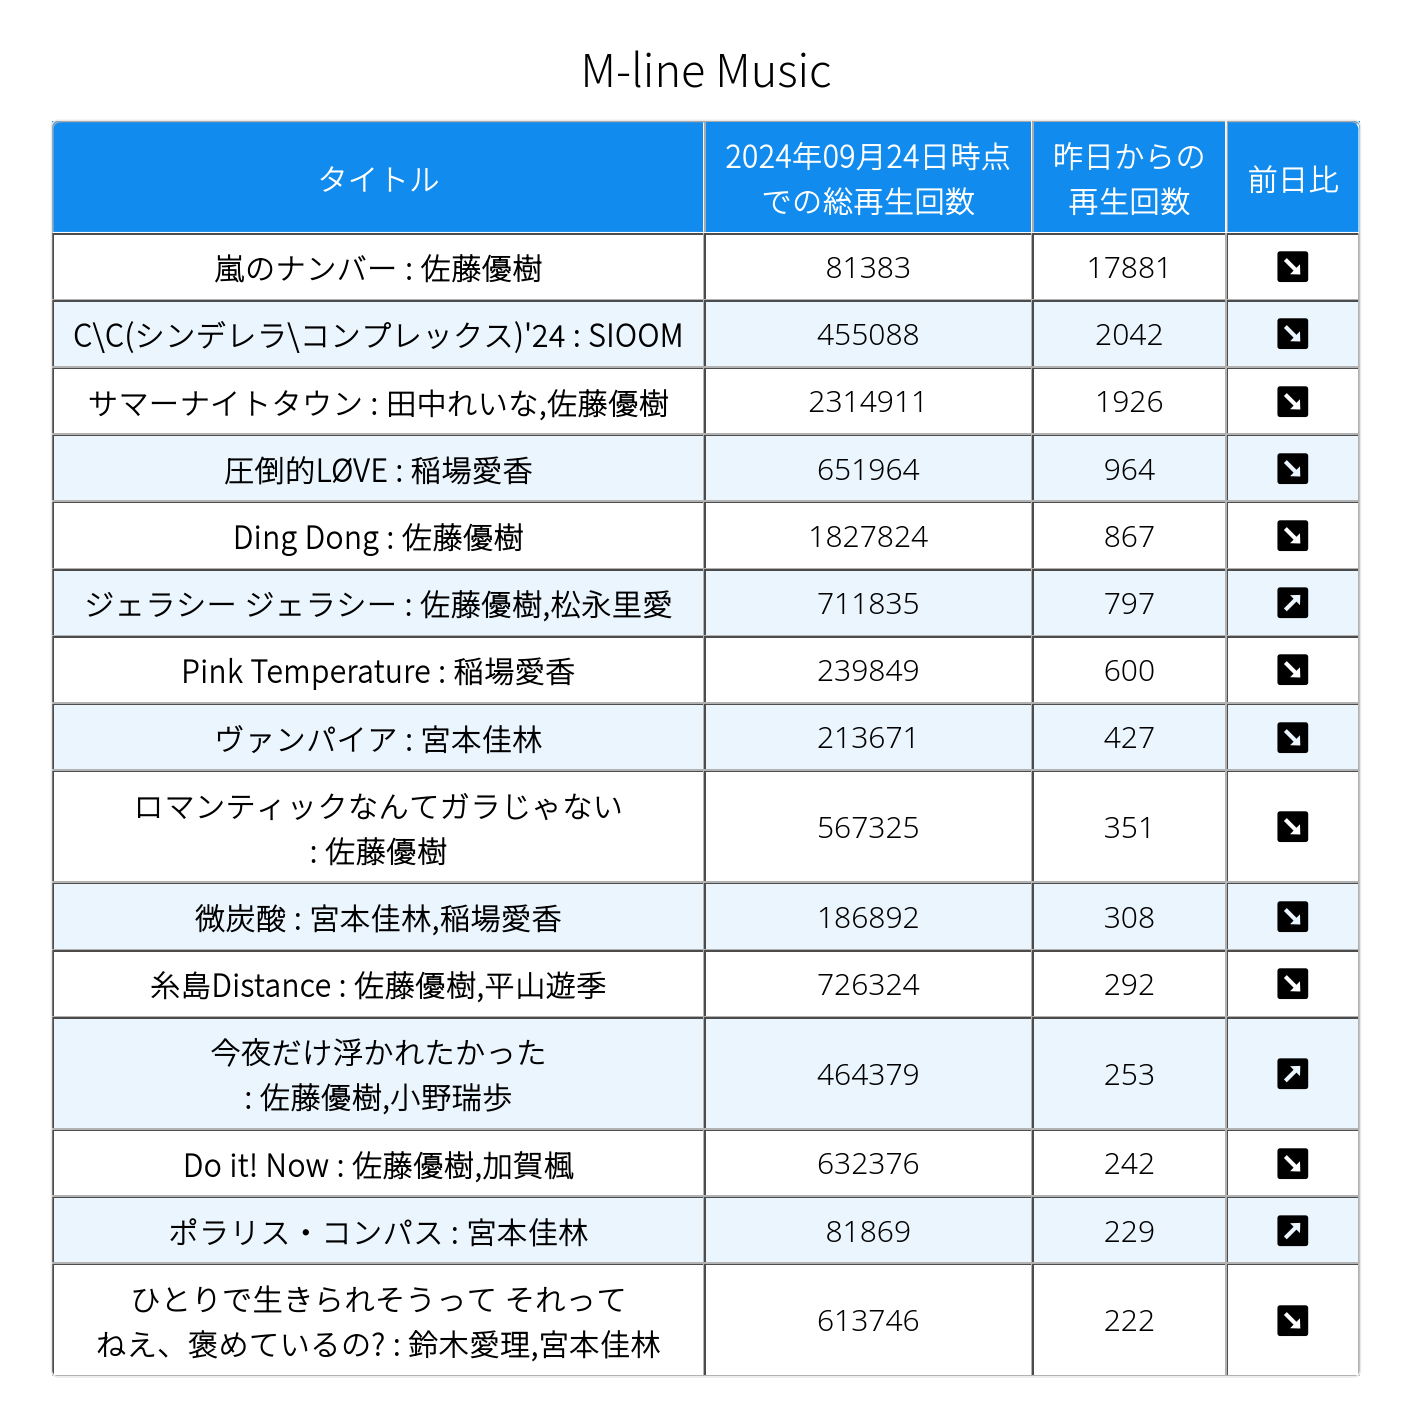 M-line Music
タイトル
2024年09月24日時点
での総再生回数
昨日からの
再生回数
前日比
嵐のナンバー : 佐藤優樹 81383 17881
C\C(シンデレラ\コンプレックス)'24 : SIOOM 455088 2042
サマーナイトタウン : 田中れいな,佐藤優樹 2314911 1926
圧倒的LØVE : 稲場愛香 651964 964
Ding Dong : 佐藤優樹 1827824 867
ジェラシー ジェラシー : 佐藤優樹,松永里愛 711835 797
Pink Temperature : 稲場愛香 239849 600
ヴァンパイア : 宮本佳林 213671 427
ロマンティックなんてガラじゃない
: 佐藤優樹 567325 351
微炭酸 : 宮本佳林,稲場愛香 186892 308
糸島Distance : 佐藤優樹,平山遊季 726324 292
今夜だけ浮かれたかった
: 佐藤優樹,小野瑞歩 464379 253
Do it! Now : 佐藤優樹,加賀楓 632376 242
ポラリス・コンパス : 宮本佳林 81869 229
ひとりで生きられそうって それって
ねえ、褒めているの? : 鈴木愛理,宮本佳林 613746 222